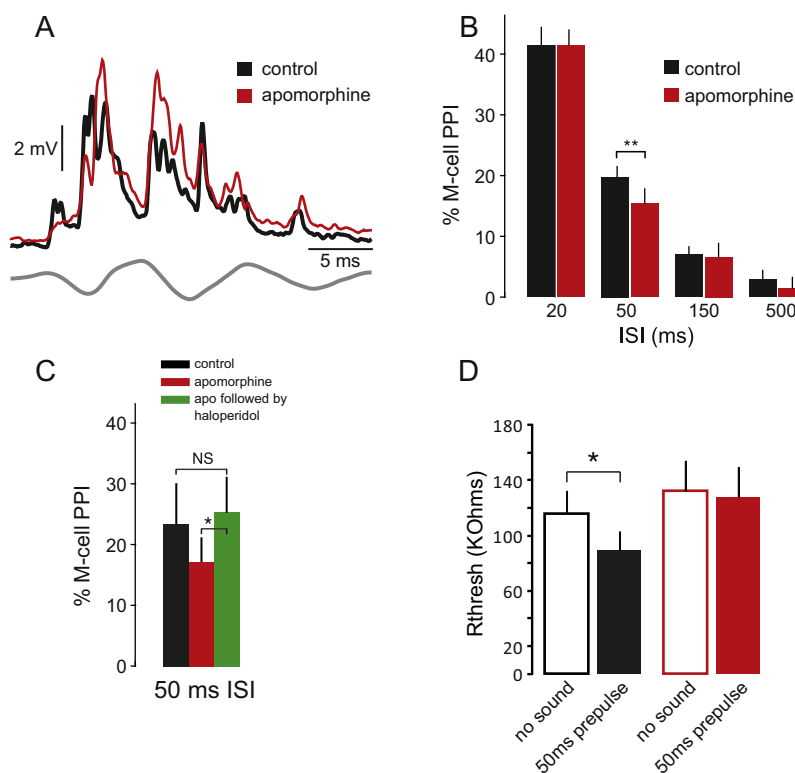 A
control
apomorphine
2 mV
5 ms
B
control
apomorphine
% M-cell PPI
40
30
20
10
0
**
20 50 150 500
ISI (ms)
C
control
apomorphine
apo followed by
haloperidol
% M-cell PPI
40
30
20
10
0
NS
*
50 ms ISI
D
Rthresh (KOhms)
180
140
100
60
20
0
*
no sound
50ms prepulse
no sound
50ms prepulse